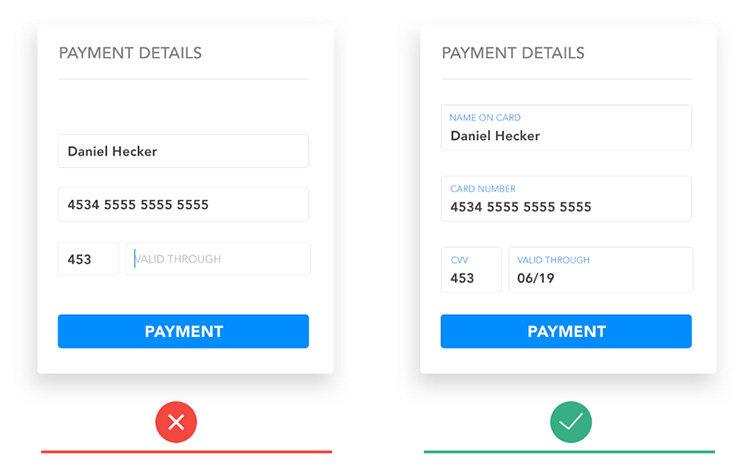 PAYMENT DETAILS
Daniel Hecker
4534 5555 5555 5555
453
VALID THROUGH
PAYMENT
PAYMENT DETAILS
NAME ON CARD
Daniel Hecker
CARD NUMBER
4534 5555 5555 5555
CVV
453
VALID THROUGH
06/19
PAYMENT